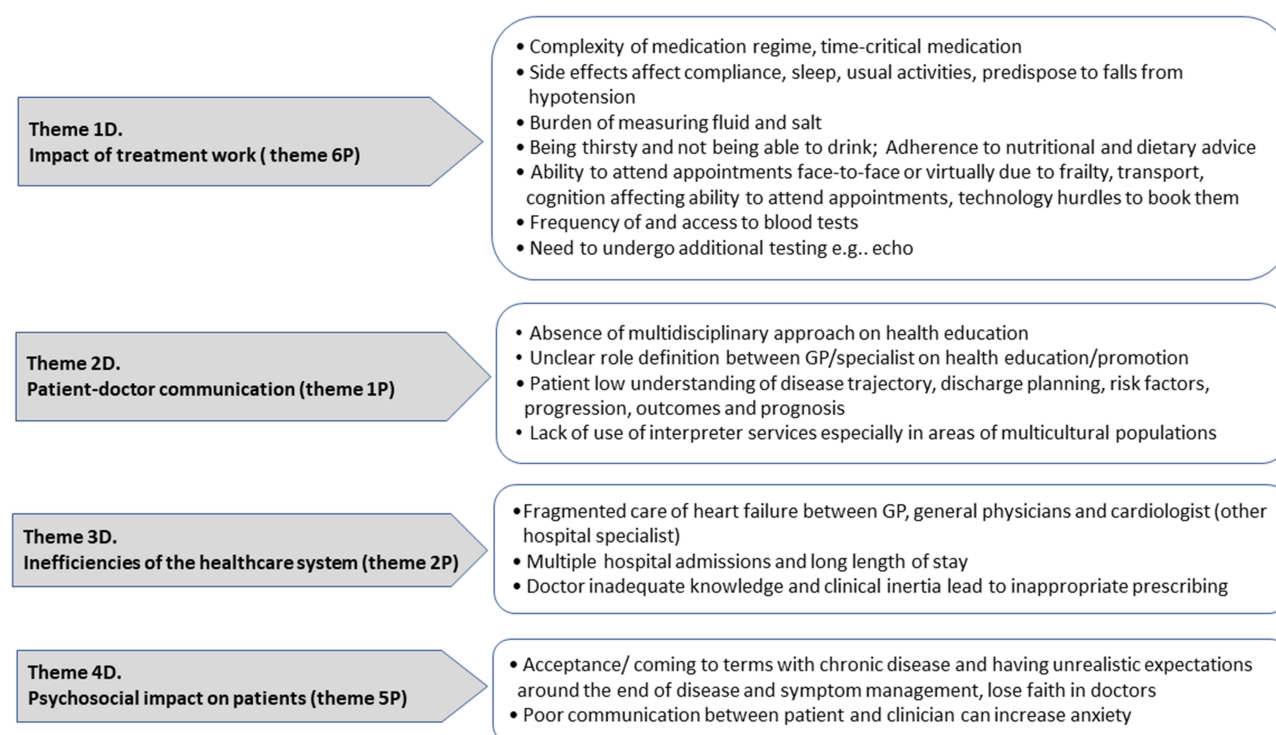 Theme 1D.
Impact of treatment work ( theme 6P)
• Complexity of medication regime, time-critical medication
• Side effects affect compliance, sleep, usual activities, predispose to falls from
hypotension
• Burden of measuring fluid and salt
• Being thirsty and not being able to drink; Adherence to nutritional and dietary advice
• Ability to attend appointments face-to-face or virtually due to frailty, transport,
cognition affecting ability to attend appointments, technology hurdles to book them
• Frequency of and access to blood tests
• Need to undergo additional testing e.g.. echo
Theme 2D.
Patient-doctor communication (theme 1P)
• Absence of multidisciplinary approach on health education
• Unclear role definition between GP/specialist on health education/promotion
• Patient low understanding of disease trajectory, discharge planning, risk factors,
progression, outcomes and prognosis
• Lack of use of interpreter services especially in areas of multicultural populations
Theme 3D.
Inefficiencies of the healthcare system (theme 2P)
•Fragmented care of heart failure between GP, general physicians and cardiologist (other
hospital specialist)
• Multiple hospital admissions and long length of stay
• Doctor inadequate knowledge and clinical inertia lead to inappropriate prescribing
Theme 4D.
Psychosocial impact on patients (theme 5P)
• Acceptance/ coming to terms with chronic disease and having unrealistic expectations
around the end of disease and symptom management, lose faith in doctors
• Poor communication between patient and clinician can increase anxiety